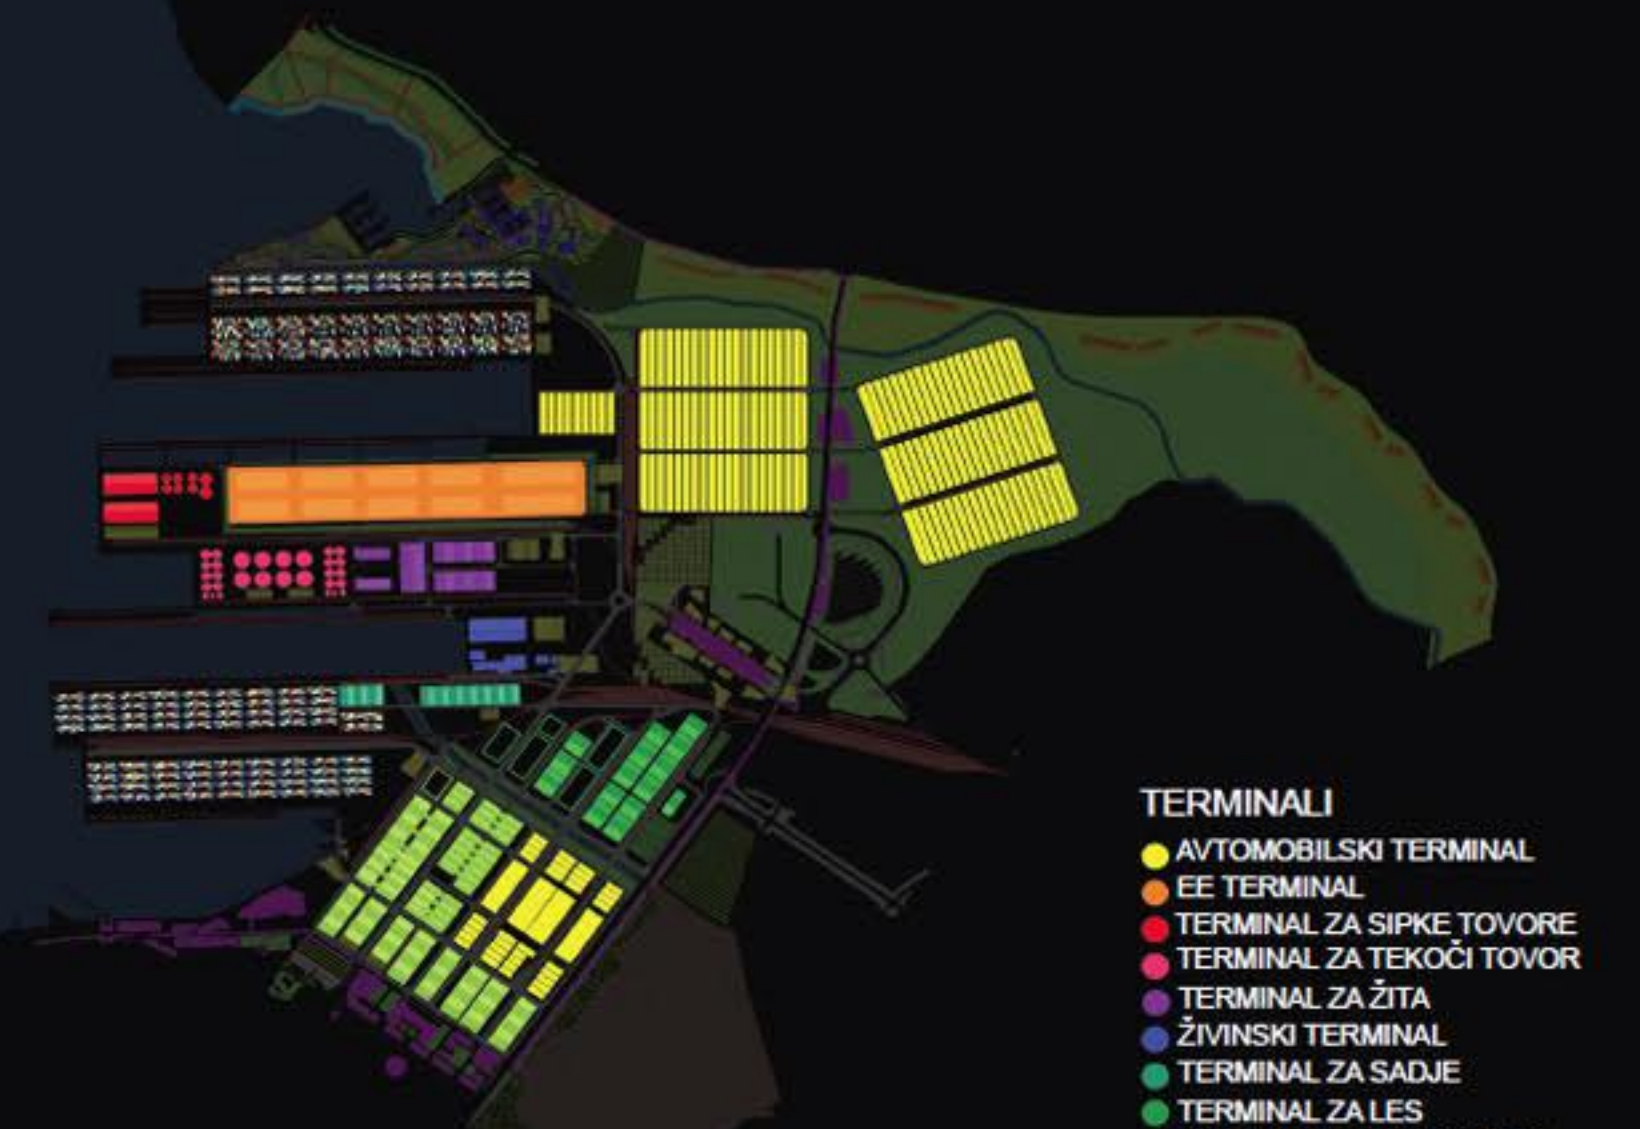 TERMINALI
AVTOMOBILSKI TERMINAL
EE TERMINAL
TERMINAL ZA SIPKE TOVORE
TERMINAL ZA TEKOČI TOVOR
TERMINAL ZA ŽITA
ŽIVINSKI TERMINAL
TERMINAL ZA SADJE
TERMINAL ZA LES